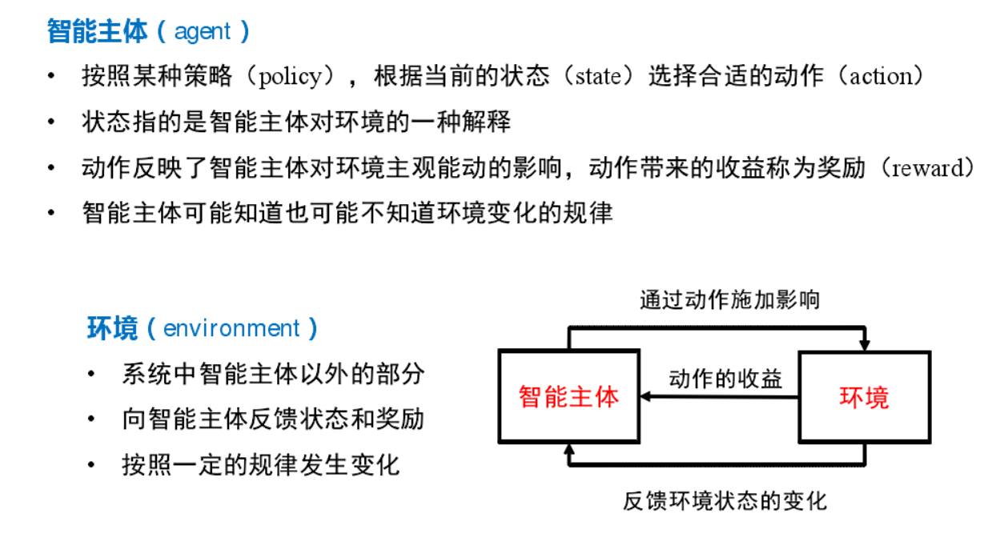 智能主体（agent）
• 按照某种策略（policy），根据当前的状态（state）选择合适的动作（action）
• 状态指的是智能主体对环境的一种解释
• 动作反映了智能主体对环境主观能动的影响，动作带来的收益称为奖励（reward）
• 智能主体可能知道也可能不知道环境变化的规律
环境（environment）
• 系统中智能主体以外的部分
• 向智能主体反馈状态和奖励
• 按照一定的规律发生变化
通过动作施加影响
智能主体
动作的收益
环境
反馈环境状态的变化